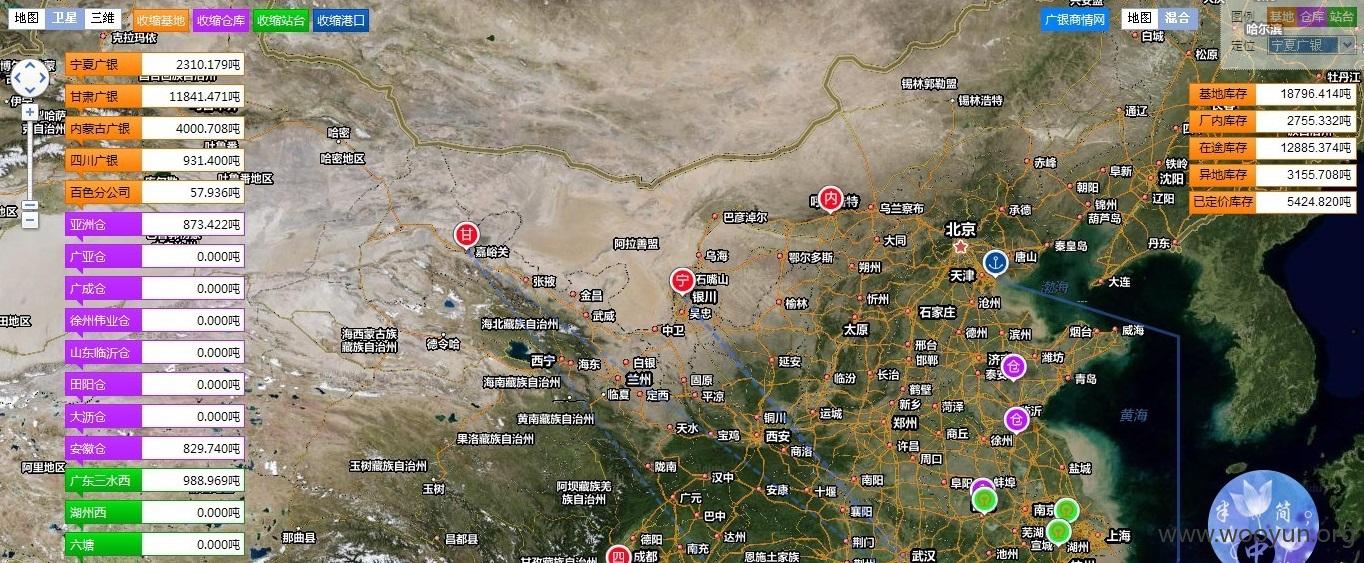 地图 卫星 三维 收缩基地 收缩仓库 收缩站台 收缩港口 广银商情网 地图 混合 图例 基地 仓库 站台
定位 宁夏广银
宁夏广银 2310.179吨
甘肃广银 11841.471吨
内蒙古广银 4000.708吨
四川广银 931.400吨
百色分公司 57.936吨
亚洲仓 873.422吨
广亚仓 0.000吨
广成仓 0.000吨
徐州伟业仓 0.000吨
山东临沂仓 0.000吨
田阳仓 0.000吨
大沥仓 0.000吨
安徽仓 829.740吨
广东三水西 988.969吨
湖州西 0.000吨
六塘 0.000吨
基地库存 18796.414吨
厂内库存 2755.332吨
在途库存 12885.374吨
异地库存 3155.708吨
已定价库存 5424.820吨
克拉玛依
哈密
哈密地区
吐鲁番地区
阿里地区
田地区
哈尔滨
白城
松原
牡丹江
锡林郭勒盟
锡林浩特
通辽
赤峰
阜新
铁岭
沈阳
朝阳
辽阳
锦州
葫芦岛
内
乌兰察布
承德
巴彦淖尔
北京
秦皇岛
丹东
甘
嘉峪关
阿拉善盟
大同
唐山
乌海
鄂尔多斯
朔州
天津
大连
渤海
张掖
宁
石嘴山
银川
吴忠
金昌
武威
榆林
忻州
沧州
石家庄
海北藏族自治州
中卫
太原
德州
滨州
烟台
威海
海西蒙古族
藏族自治州
德令哈
邢台
邯郸
西宁
海东
白银
延安
仓
潍坊
兰州
固原
临汾
长治
青岛
海南藏族自治州
临夏
定西
平凉
鹤壁
新乡
菏泽
黄南藏族自治州
铜川
运城
仓
黄海
天水
宝鸡
西安
郑州
商丘
徐州
果洛藏族自治州
商洛
许昌
周口
玉树藏族自治州
陇南
汉中
南阳
盐城
玉树
阿坝藏族羌
族自治州
安康
十堰
阜阳
蚌埠
广元
襄阳
南京
巴中
那曲县
昌都县
德阳
达州
荆门
芜湖
宣城
湖州
上海
四
成都
南充
恩施土家族
武汉
池州
半 简
www.wooyun.org